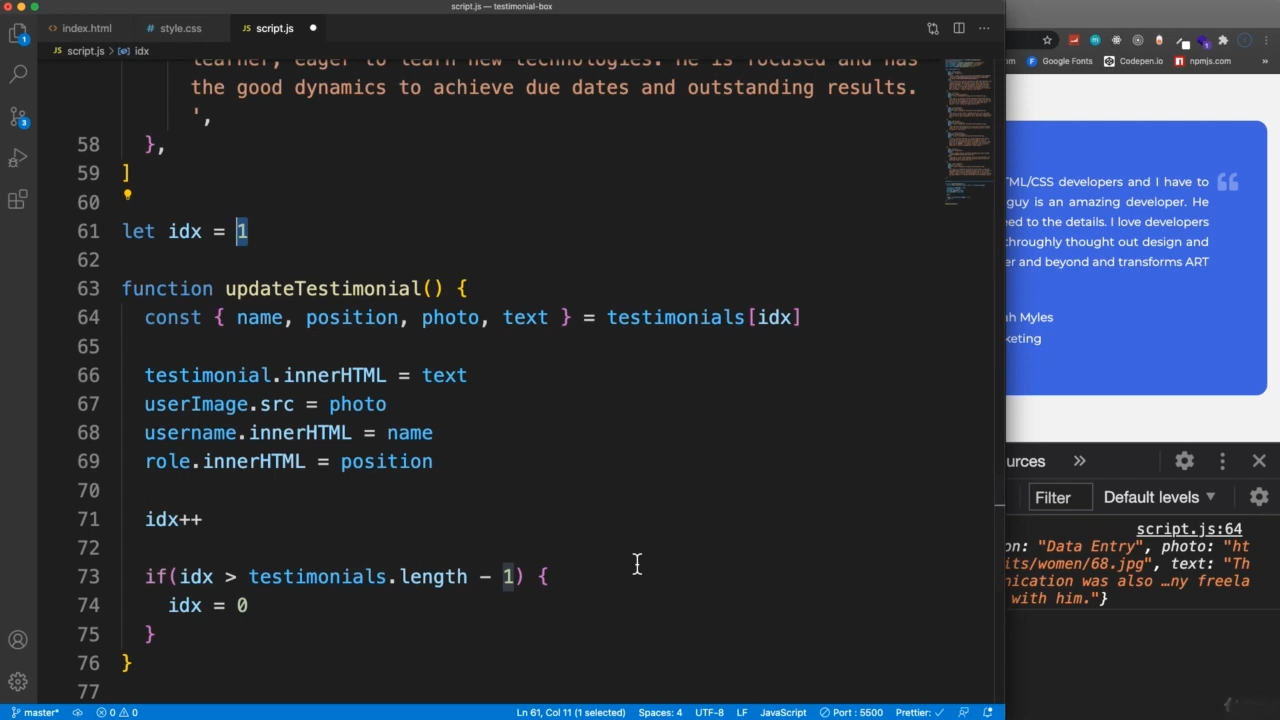 script.js — testimonial-box
index.html
style.css
JS script.js
JS script.js > idx
learner, eager to learn new technologies. He is focused and has
the good dynamics to achieve due dates and outstanding results.
',
58 },
59 ]
60
61 let idx = 1
62
63 function updateTestimonial() {
64 const { name, position, photo, text } = testimonials[idx]
65
66 testimonial.innerHTML = text
67 userImage.src = photo
68 username.innerHTML = name
69 role.innerHTML = position
70
71 idx++
72
73 if(idx > testimonials.length - 1) {
74 idx = 0
75 }
76 }
77
1
3
master* 0 0 Ln 61, Col 11 (1 selected) Spaces: 4 UTF-8 LF JavaScript Port : 5500 Prettier: ✓
om Google Fonts Codepen.io npmjs.com »
TML/CSS developers and I have to
guy is an amazing developer. He
ed to the details. I love developers
throughly thought out design and
er and beyond and transforms ART
ah Myles
keting
urces »
Filter Default levels ▼
script.js:64
on: "Data Entry", photo: "ht
its/women/68.jpg", text: "Th
nication was also …ny freela
with him."}